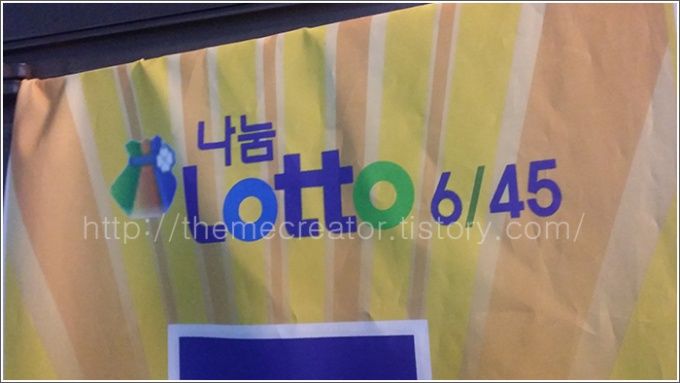 나눔
Lotto 6/45
http://themecreator.tistory.com/